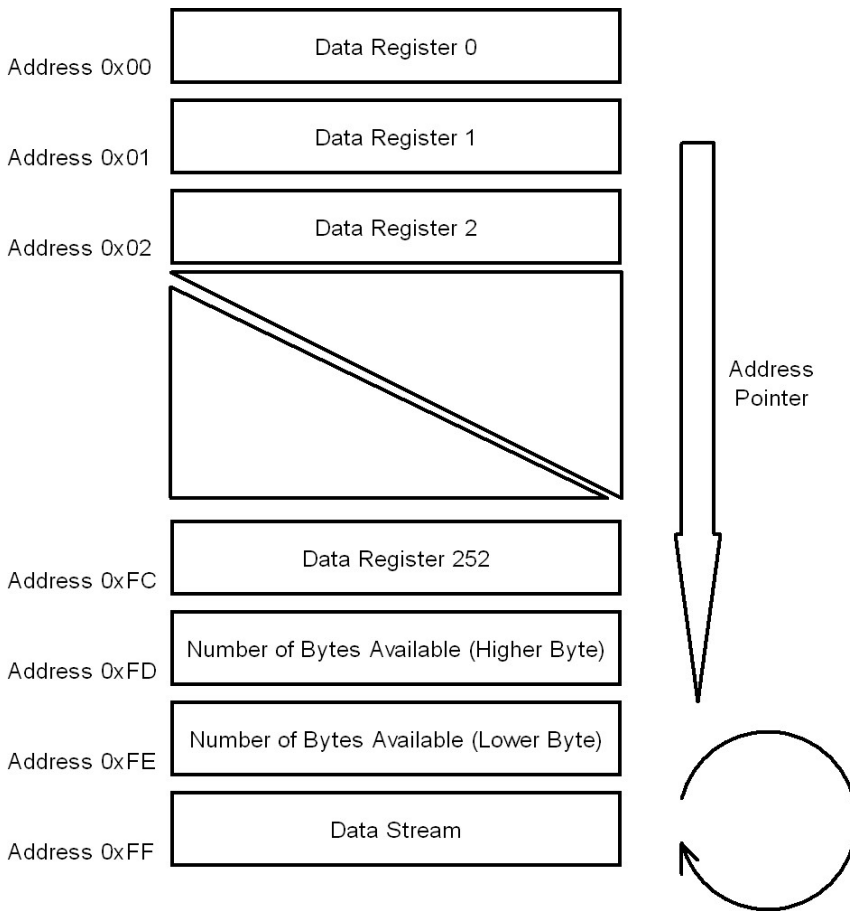 Data Register 0
Address 0x00
Data Register 1
Address 0x01
Data Register 2
Address 0x02
Address
Pointer
Data Register 252
Address 0xFC
Number of Bytes Available (Higher Byte)
Address 0xFD
Number of Bytes Available (Lower Byte)
Address 0xFE
Data Stream
Address 0xFF